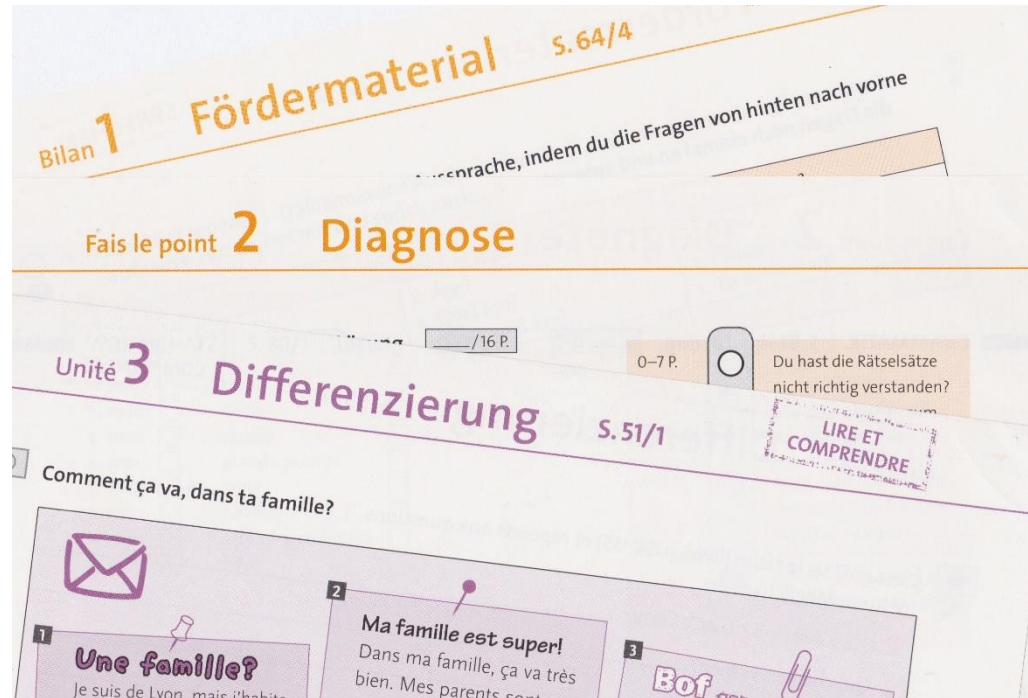 Bilan 1 Fördermaterial S. 64/4
indem du die Fragen von hinten nach vorne
Fais le point 2 Diagnose
/16 P.
0–7 P.
Du hast die Rätselsätze
nicht richtig verstanden?
Unité 3 Differenzierung S. 51/1
LIRE ET
COMPRENDRE
Comment ça va, dans ta famille?
1
Une famille?
Je suis de Lyon, mais j'habite
2
Ma famille est super!
Dans ma famille, ça va très
bien. Mes parents sont
3
Bof